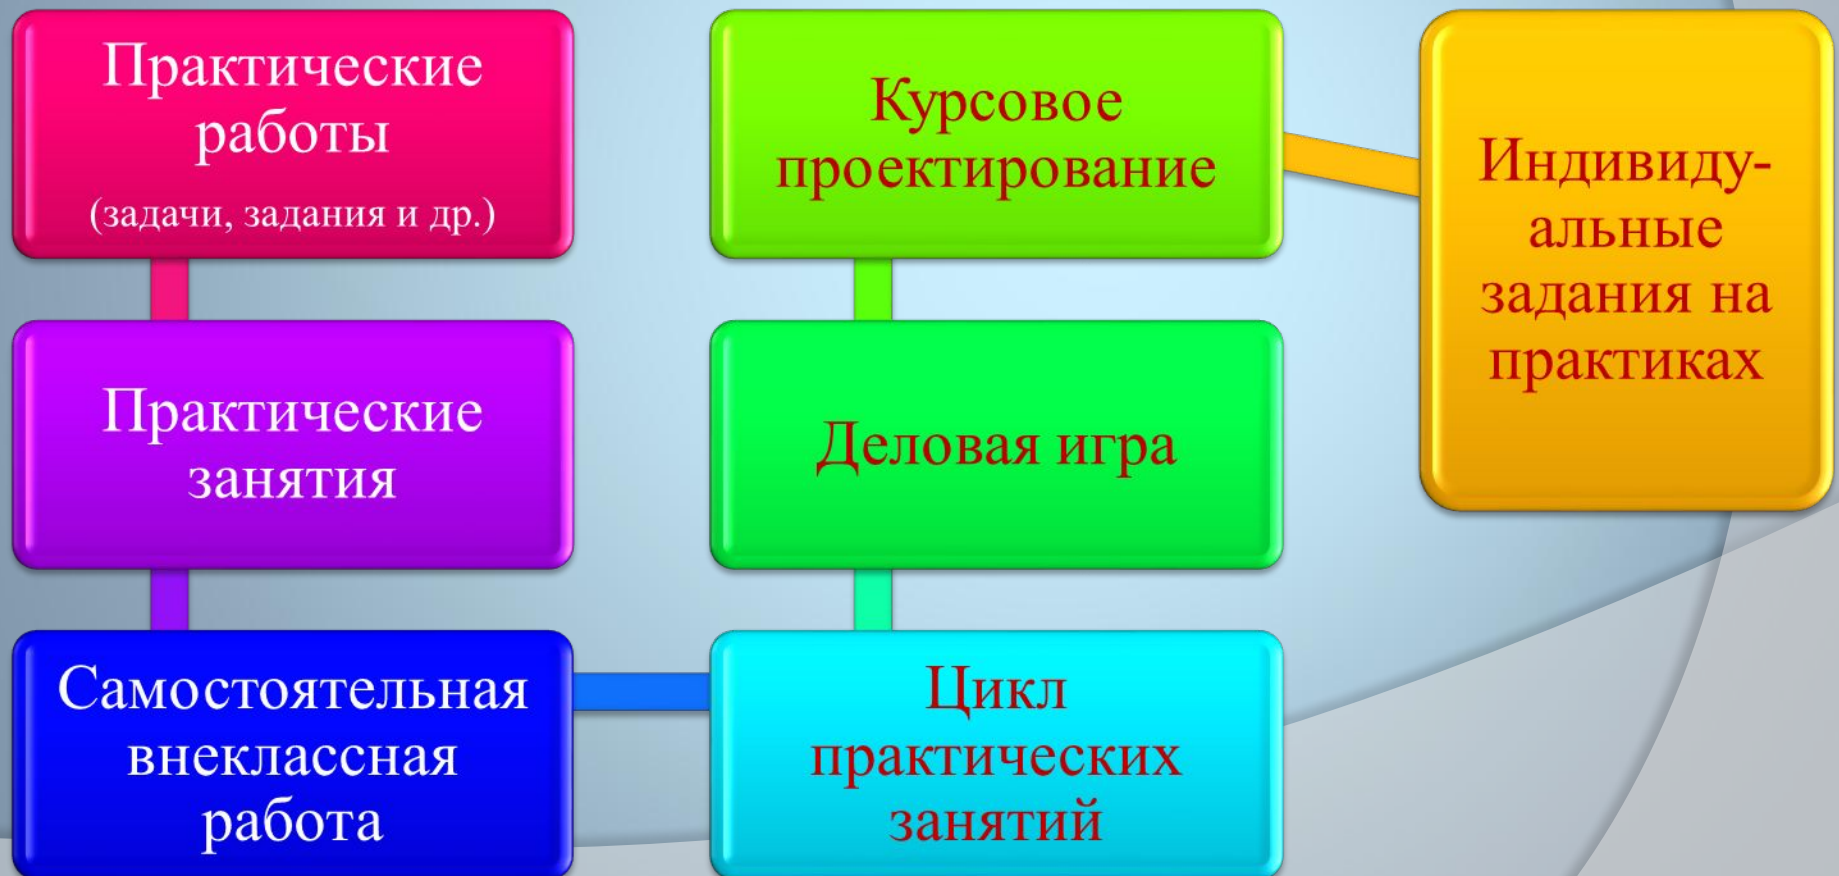 Практические
работы
(задачи, задания и др.)
Практические
занятия
Самостоятельная
внеклассная
работа
Цикл
практических
занятий
Деловая игра
Курсовое
проектирование
Индивиду-
альные
задания на
практиках